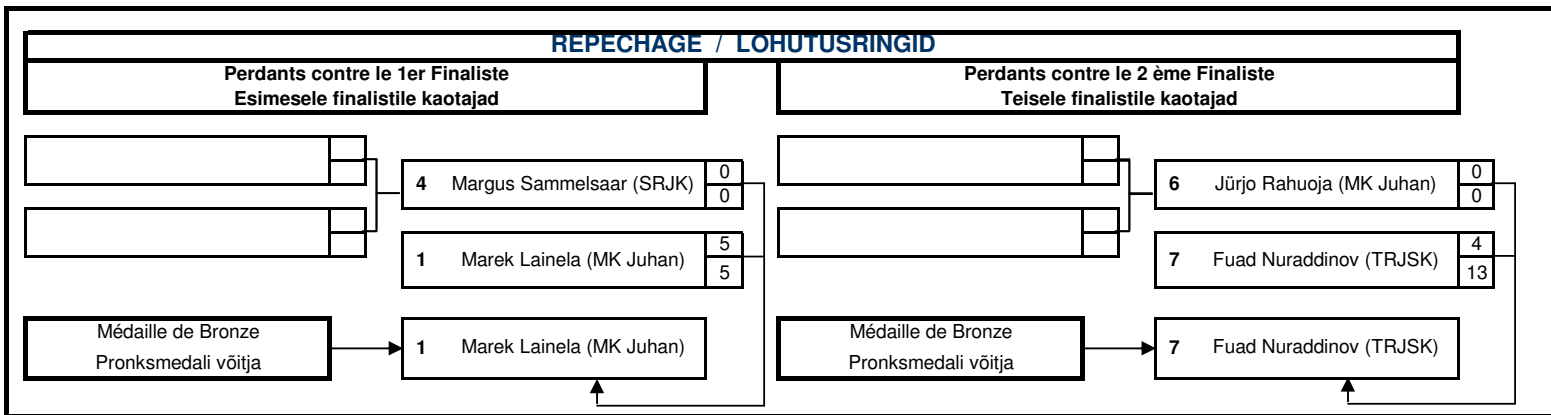 REPECHAGE / LOHUTUSRINGID
Perdants contre le 1er Finaliste
Esimesele finalistile kaotajad
Perdants contre le 2 ème Finaliste
Teisele finalistile kaotajad
4 Margus Sammelsaar (SRJK) 0
0
6 Jürjo Rahuoja (MK Juhan) 0
0
1 Marek Lainela (MK Juhan) 5
5
7 Fuad Nuraddinov (TRJSK) 4
13
Médaille de Bronze
Pronksmedali võitja
1 Marek Lainela (MK Juhan)
Médaille de Bronze
Pronksmedali võitja
7 Fuad Nuraddinov (TRJSK)